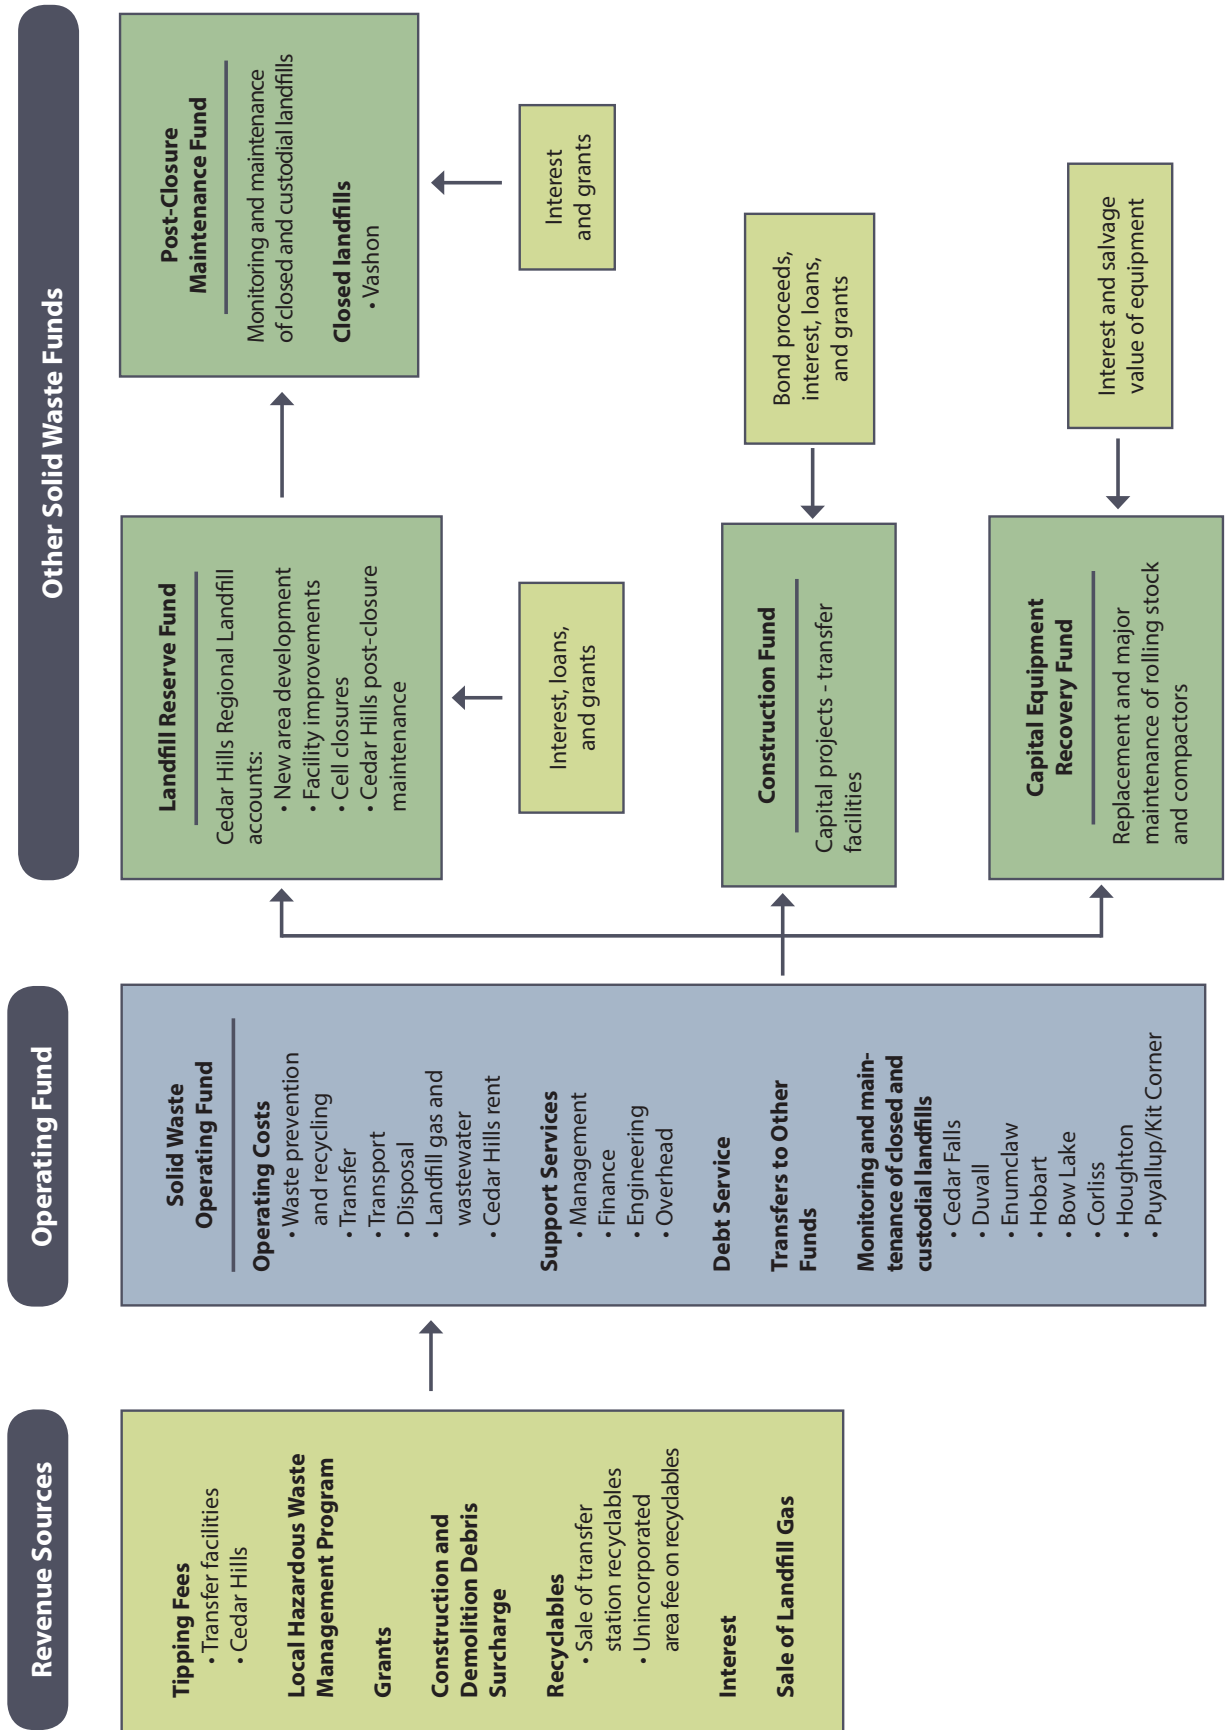 Revenue Sources
Tipping Fees
• Transfer facilities
• Cedar Hills
Local Hazardous Waste
Management Program
Grants
Construction and
Demolition Debris
Surcharge
Recyclables
• Sale of transfer
station recyclables
• Unincorporated
area fee on recyclables
Interest
Sale of Landfill Gas
Operating Fund
Solid Waste
Operating Fund
Operating Costs
• Waste prevention
and recycling
• Transfer
• Transport
• Disposal
• Landfill gas and
wastewater
• Cedar Hills rent
Support Services
• Management
• Finance
• Engineering
• Overhead
Debt Service
Transfers to Other
Funds
Monitoring and main-
tenance of closed and
custodial landfills
• Cedar Falls
• Duvall
• Enumclaw
• Hobart
• Bow Lake
• Corliss
• Houghton
• Puyallup/Kit Corner
Other Solid Waste Funds
Landfill Reserve Fund
Cedar Hills Regional Landfill
accounts:
• New area development
• Facility improvements
• Cell closures
• Cedar Hills post-closure
maintenance
Interest, loans,
and grants
Post-Closure
Maintenance Fund
Monitoring and maintenance
of closed and custodial landfills
Closed landfills
• Vashon
Interest
and grants
Construction Fund
Capital projects - transfer
facilities
Bond proceeds,
interest, loans,
and grants
Capital Equipment
Recovery Fund
Replacement and major
maintenance of rolling stock
and compactors
Interest and salvage
value of equipment